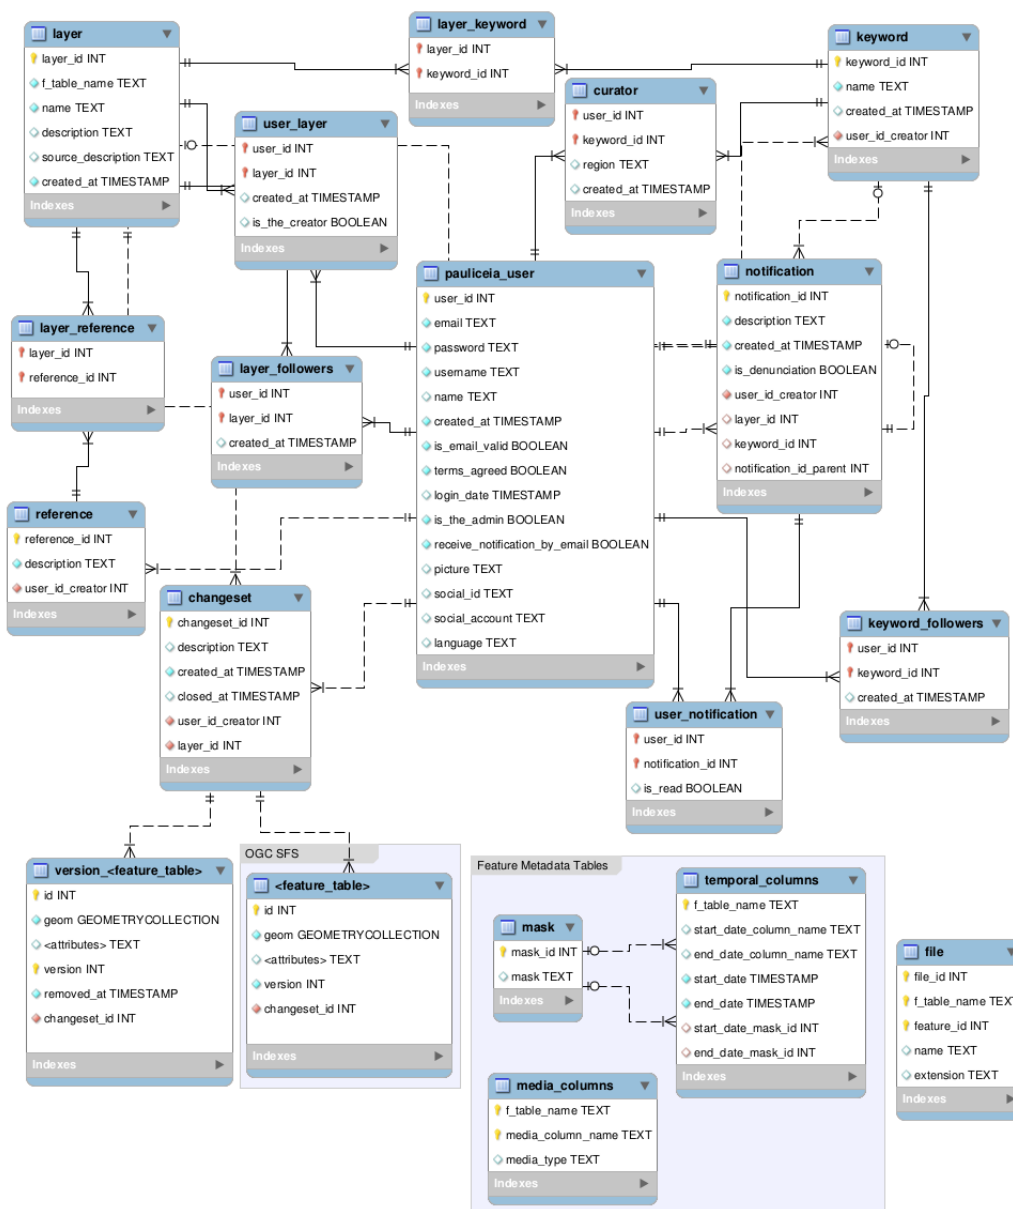 layer
layer_id INT
f_table_name TEXT
name TEXT
description TEXT
source_description TEXT
created_at TIMESTAMP
Indexes
layer_keyword
layer_id INT
keyword_id INT
Indexes
keyword
keyword_id INT
name TEXT
created_at TIMESTAMP
user_id_creator INT
Indexes
curator
user_id INT
keyword_id INT
region TEXT
created_at TIMESTAMP
Indexes
user_layer
user_id INT
layer_id INT
created_at TIMESTAMP
is_the_creator BOOLEAN
Indexes
pauliceia_user
user_id INT
email TEXT
password TEXT
username TEXT
name TEXT
created_at TIMESTAMP
is_email_valid BOOLEAN
terms_agreed BOOLEAN
login_date TIMESTAMP
is_the_admin BOOLEAN
receive_notification_by_email BOOLEAN
picture TEXT
social_id TEXT
social_account TEXT
language TEXT
Indexes
notification
notification_id INT
description TEXT
created_at TIMESTAMP
is_denunciation BOOLEAN
user_id_creator INT
layer_id INT
keyword_id INT
notification_id_parent INT
Indexes
layer_reference
layer_id INT
reference_id INT
Indexes
layer_followers
user_id INT
layer_id INT
created_at TIMESTAMP
Indexes
reference
reference_id INT
description TEXT
user_id_creator INT
Indexes
changeset
changeset_id INT
description TEXT
created_at TIMESTAMP
closed_at TIMESTAMP
user_id_creator INT
layer_id INT
Indexes
keyword_followers
user_id INT
keyword_id INT
created_at TIMESTAMP
Indexes
user_notification
user_id INT
notification_id INT
is_read BOOLEAN
Indexes
version_<feature_table>
id INT
geom GEOMETRYCOLLECTION
<attributes> TEXT
version INT
removed_at TIMESTAMP
changeset_id INT
Indexes
OGC SFS
<feature_table>
id INT
geom GEOMETRYCOLLECTION
<attributes> TEXT
version INT
changeset_id INT
Indexes
Feature Metadata Tables
mask
mask_id INT
mask TEXT
Indexes
temporal_columns
f_table_name TEXT
start_date_column_name TEXT
end_date_column_name TEXT
start_date TIMESTAMP
end_date TIMESTAMP
start_date_mask_id INT
end_date_mask_id INT
Indexes
media_columns
f_table_name TEXT
media_column_name TEXT
media_type TEXT
Indexes
file
file_id INT
f_table_name TEXT
feature_id INT
name TEXT
extension TEXT
Indexes